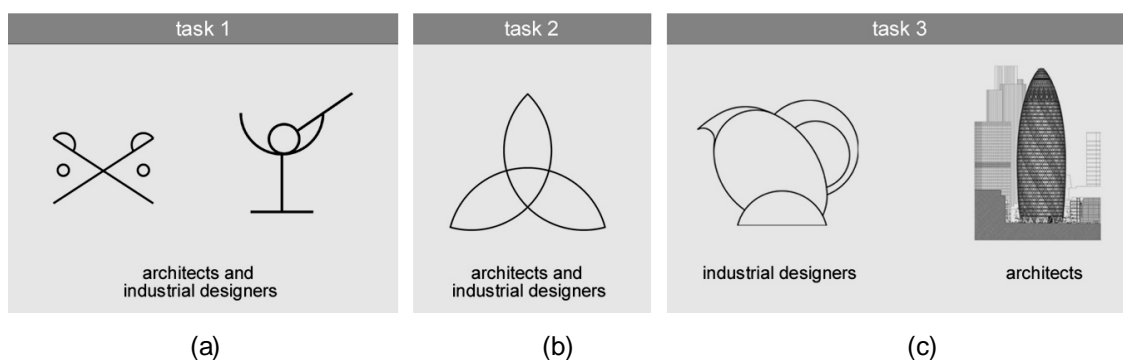 task 1
task 2
task 3
architects and
industrial designers
architects and
industrial designers
industrial designers
architects
(a)
(b)
(c)